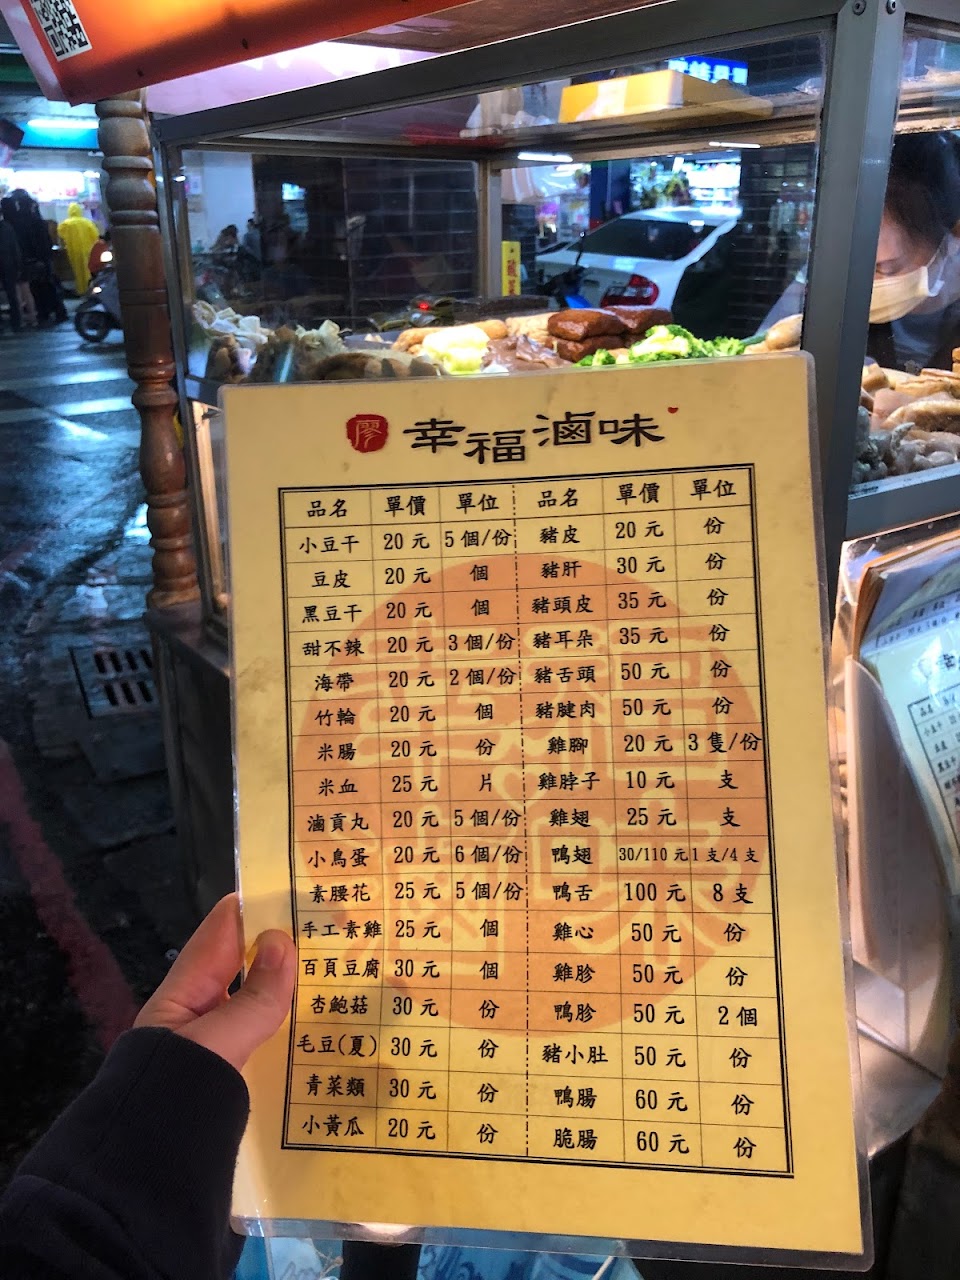 廖 幸福滷味
品名 單價 單位 品名 單價 單位
小豆干 20元 5個/份 豬皮 20元 份
豆皮 20元 個 豬肝 30元 份
黑豆干 20元 個 豬頭皮 35元 份
甜不辣 20元 3個/份 豬耳朵 35元 份
海帶 20元 2個/份 豬舌頭 50元 份
竹輪 20元 個 豬腱肉 50元 份
米腸 20元 份 雞腳 20元 3隻/份
米血 25元 片 雞脖子 10元 支
滷貢丸 20元 5個/份 雞翅 25元 支
小鳥蛋 20元 6個/份 鴨翅 30/110元 1支/4支
素腰花 25元 5個/份 鴨舌 100元 8支
手工素雞 25元 個 雞心 50元 份
百頁豆腐 30元 個 雞胗 50元 份
杏鮑菇 30元 份 鴨胗 50元 2個
毛豆(夏) 30元 份 豬小肚 50元 份
青菜類 30元 份 鴨腸 60元 份
小黃瓜 20元 份 脆腸 60元 份